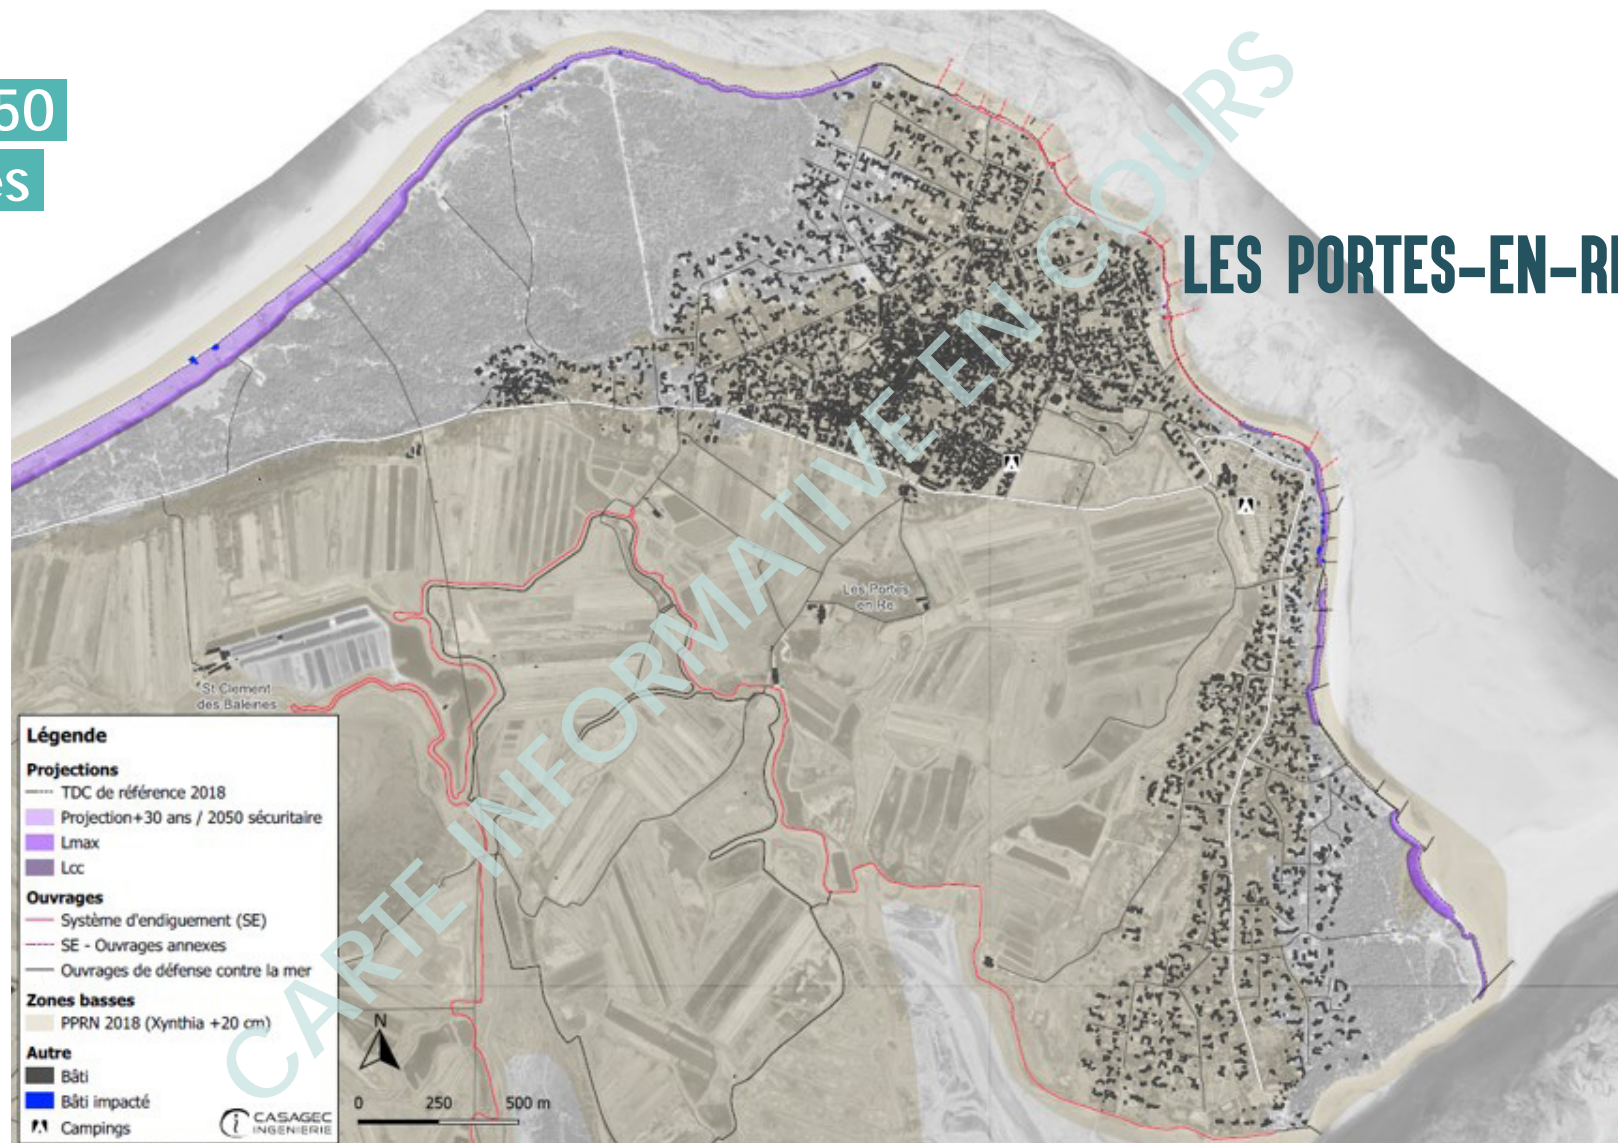 50
es
LES PORTES-EN-RE
CARTE INFORMATIVE EN COURS
Les Portes
en Re
St Clement
des Baleines
Légende
Projections
TDC de référence 2018
Projection+30 ans / 2050 sécuritaire
Lmax
Lcc
Ouvrages
Système d'endiguement (SE)
SE - Ouvrages annexes
Ouvrages de défense contre la mer
Zones basses
PPRN 2018 (Xynthia +20 cm)
Autre
Bâti
Bâti impacté
Campings
CASAGEC
INGENIERIE
N
0 250 500 m